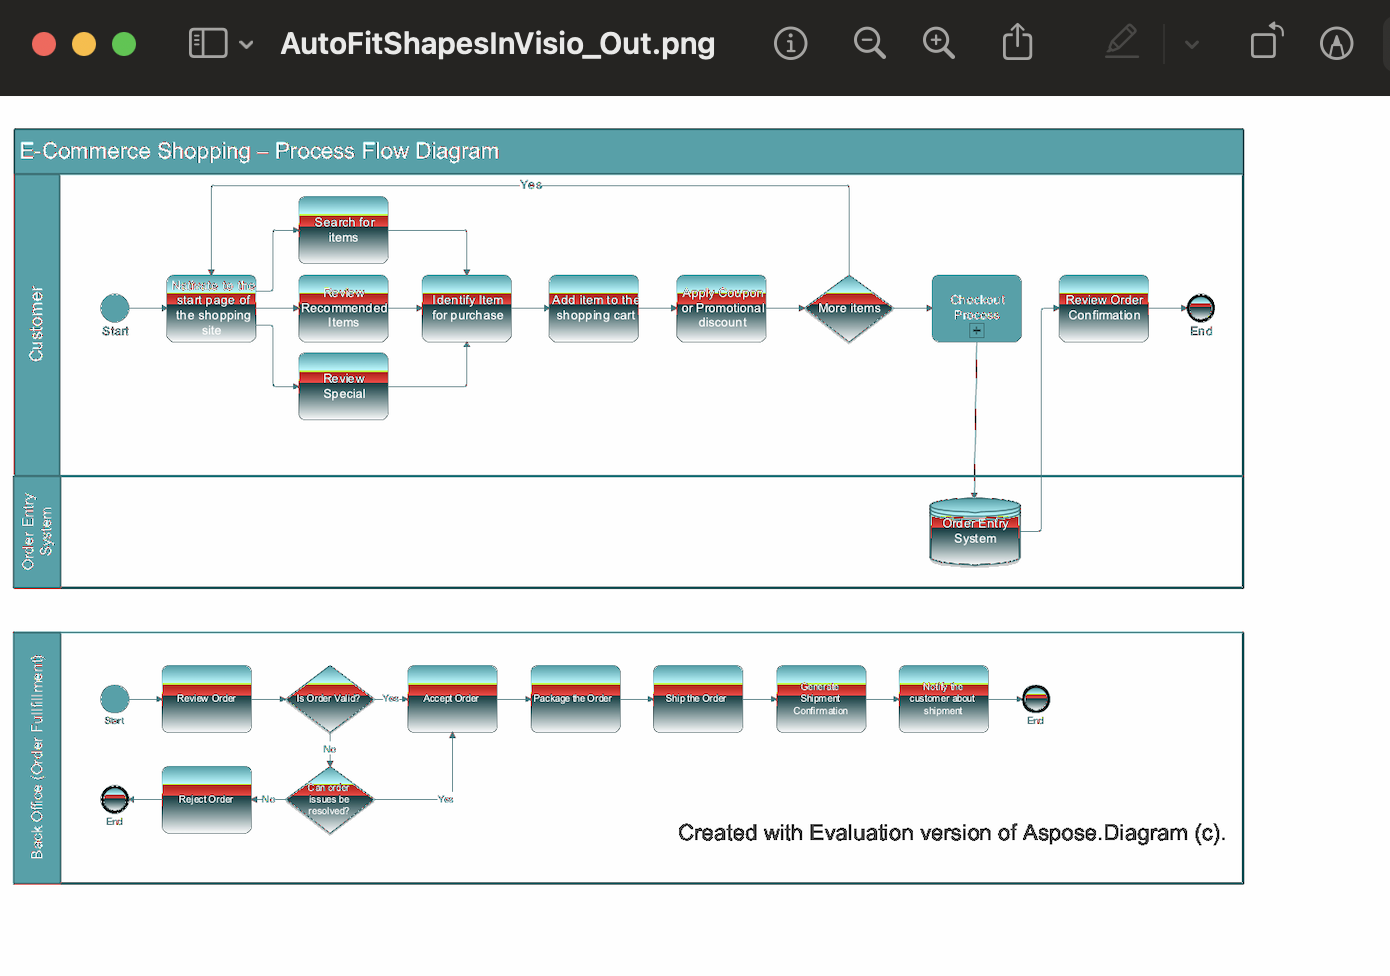 AutoFitShapesInVisio_Out.png
E-Commerce Shopping – Process Flow Diagram
Customer
Yes
Search for
items
Start
start page of
the shopping
site
Review
Recommended
Items
Identify Item
for purchase
Add item to the
shopping cart
Apply Coupon
or Promotional
discount
More items
Checkout
Process
Review Order
Confirmation
End
Review
Special
Order Entry
System
Order Entry
System
Back Office (Order Fullfillment)
Start
Review Order
Is Order Valid?
Yes
Accept Order
Package the Order
Ship the Order
Generate
Shipment
Confirmation
Notify the
customer about
shipment
End
No
End
Reject Order
No
Can order
issues be
resolved?
Yes
Created with Evaluation version of Aspose.Diagram (c).